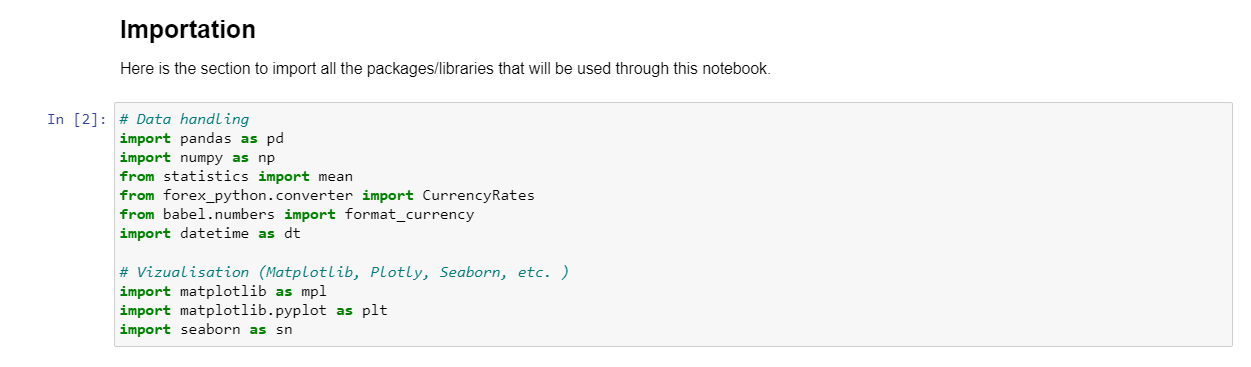 Importation
Here is the section to import all the packages/libraries that will be used through this notebook.
In [2]:
# Data handling
import pandas as pd
import numpy as np
from statistics import mean
from forex_python.converter import CurrencyRates
from babel.numbers import format_currency
import datetime as dt
# Vizualisation (Matplotlib, Plotly, Seaborn, etc. )
import matplotlib as mpl
import matplotlib.pyplot as plt
import seaborn as sn